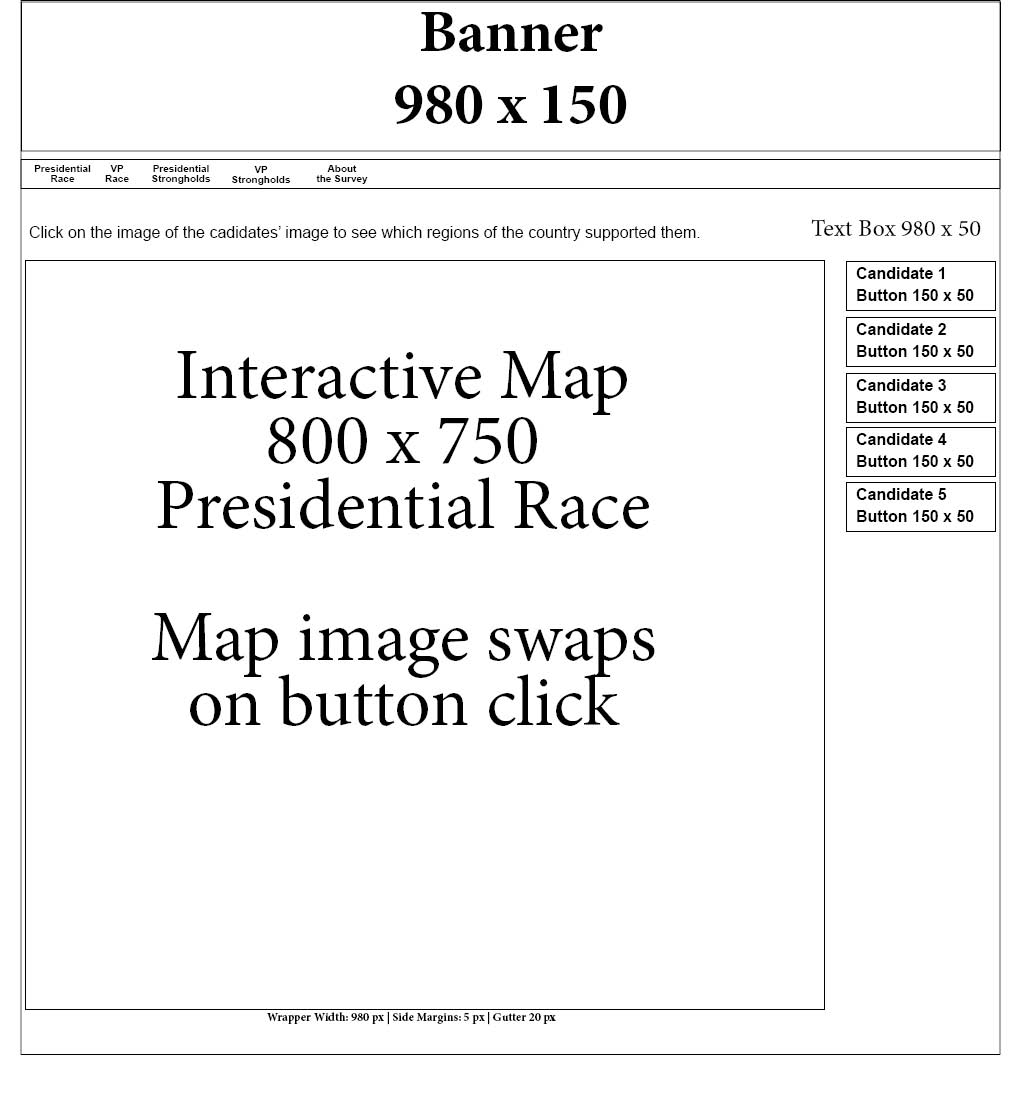 Banner
980 x 150
Presidential Race
VP Race
Presidential Strongholds
VP Strongholds
About the Survey
Click on the image of the cadidates’ image to see which regions of the country supported them.
Text Box 980 x 50
Interactive Map
800 x 750
Presidential Race
Map image swaps
on button click
Candidate 1
Button 150 x 50
Candidate 2
Button 150 x 50
Candidate 3
Button 150 x 50
Candidate 4
Button 150 x 50
Candidate 5
Button 150 x 50
Wrapper Width: 980 px | Side Margins: 5 px | Gutter 20 px